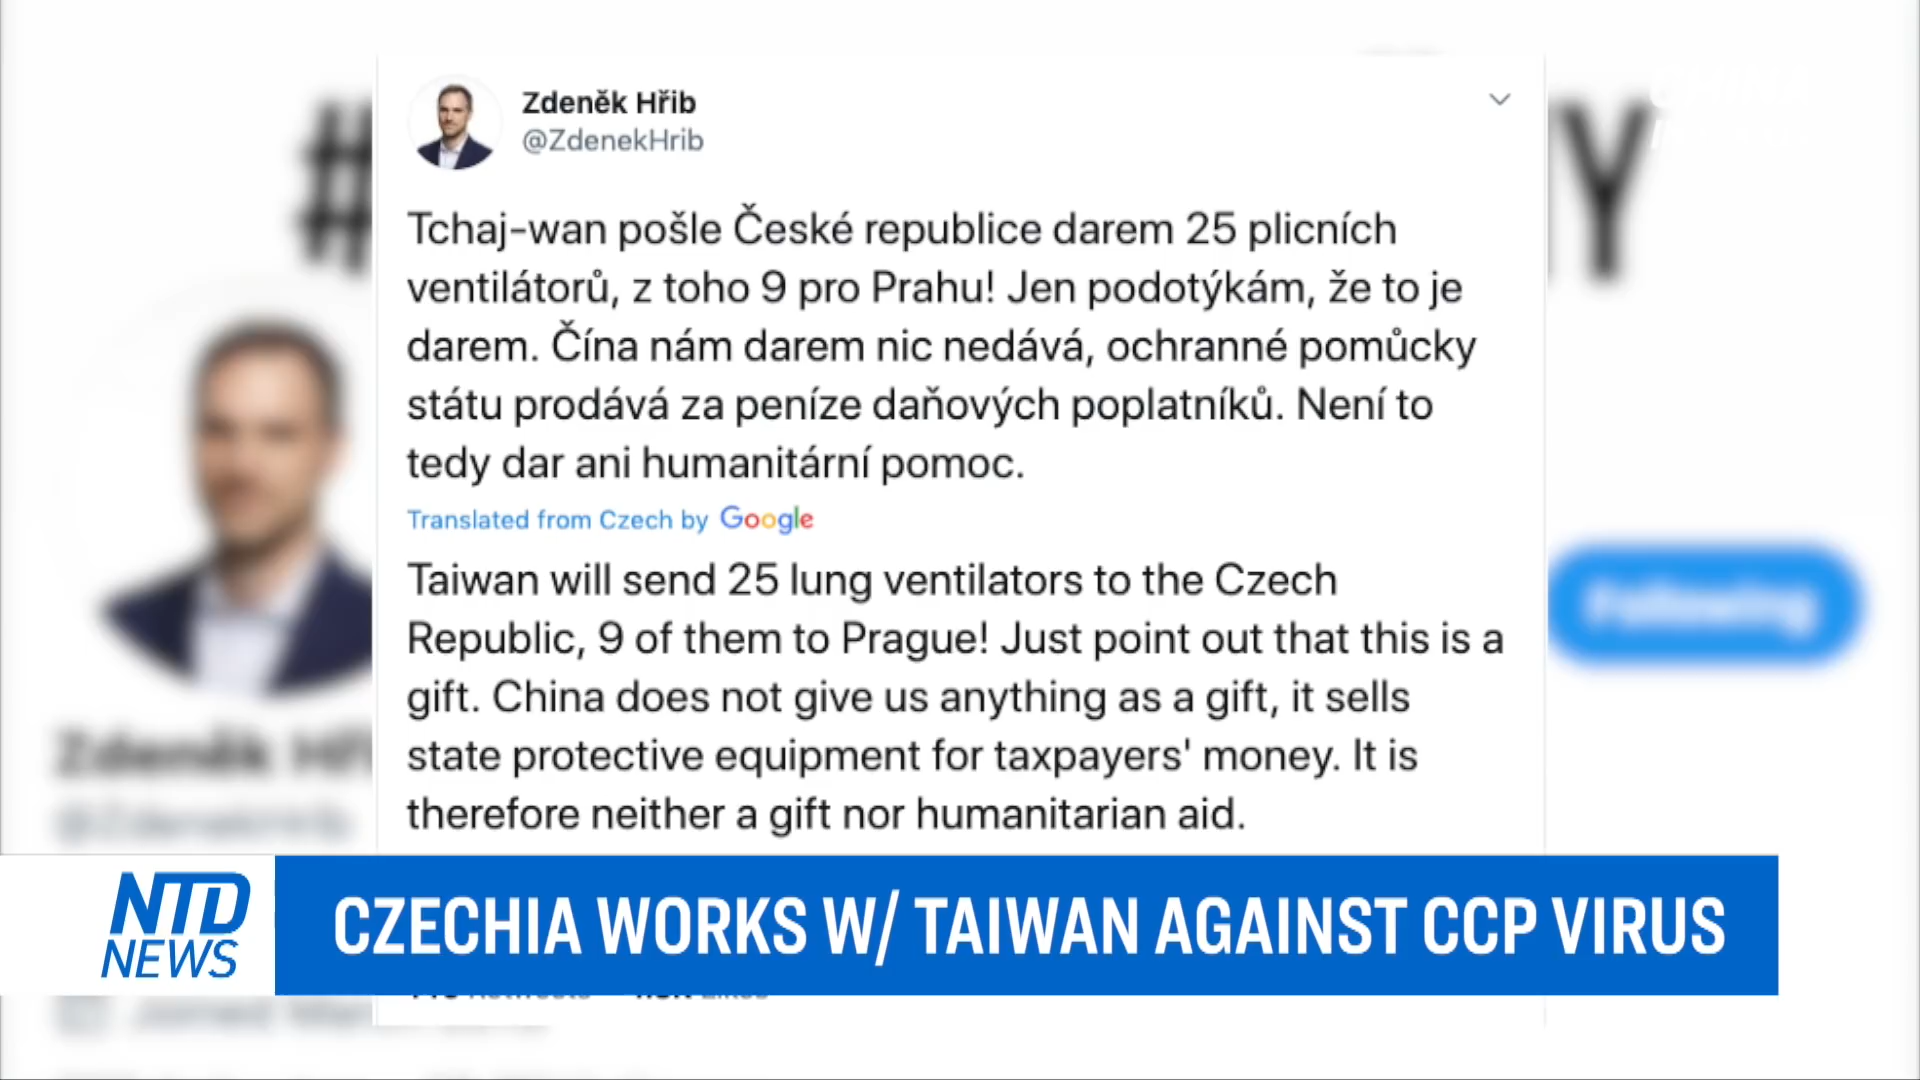 Zdeněk Hřib
@ZdenekHrib
Tchaj-wan pošle České republice darem 25 plicních
ventilátorů, z toho 9 pro Prahu! Jen podotýkám, že to je
darem. Čína nám darem nic nedává, ochranné pomůcky
státu prodává za peníze daňových poplatníků. Není to
tedy dar ani humanitární pomoc.
Translated from Czech by Google
Taiwan will send 25 lung ventilators to the Czech
Republic, 9 of them to Prague! Just point out that this is a
gift. China does not give us anything as a gift, it sells
state protective equipment for taxpayers' money. It is
therefore neither a gift nor humanitarian aid.
Following
Zdeněk Hři
@ZdenekHrib
NTD
NEWS
CZECHIA WORKS W/ TAIWAN AGAINST CCP VIRUS